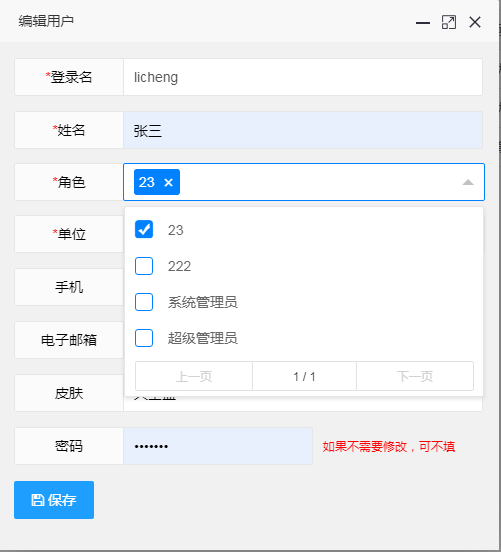 编辑用户
*登录名 licheng
*姓名 张三
*角色 23
*单位 23
222
手机 系统管理员
电子邮箱 超级管理员
上一页 1 / 1 下一页
皮肤
密码 ••••••• 如果不需要修改，可不填
保存